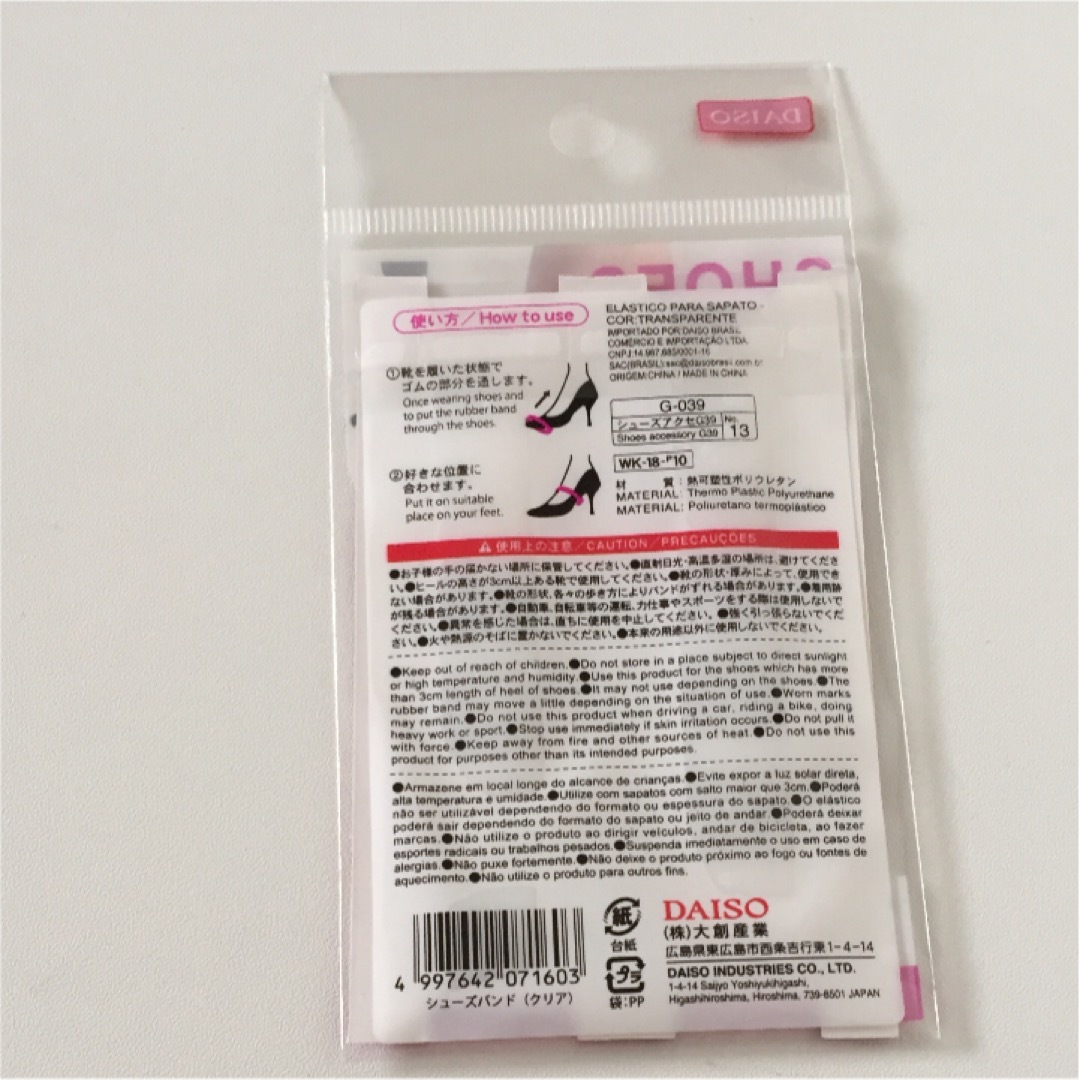 DAISO
SHOES
使い方／How to use
①靴を履いた状態で
ゴムの部分を通します。
Once wearing shoes and
to put the rubber band
through the shoes.
②好きな位置に
合わせます。
Put it on suitable
place on your feet.
ELÁSTICO PARA SAPATO -
COR:TRANSPARENTE
IMPORTADO POR:DAISO BRASIL
COMÉRCIO E IMPORTAÇÃO LTDA.
CNPJ:14.967.685/0001-16
SAC(BRASIL):sac@daisobrasil.com.br
ORIGEM:CHINA / MADE IN CHINA
G-039
シューズアクセG39
Shoes accessory G39
No.
13
WK-18-P10
材　質：熱可塑性ポリウレタン
MATERIAL: Thermo Plastic Polyurethane
MATERIAL: Poliuretano termoplástico
使用上の注意／CAUTION／PRECAUÇÕES
●お子様の手の届かない場所に保管してください。●直射日光・高温多湿の場所は、避けてくださ
い。●ヒールの高さが3cm以上ある靴で使用してください。●靴の形状・厚みによって、使用でき
ない場合があります。●靴の形状、各々の歩き方によりバンドがずれる場合があります。●着用跡
が残る場合があります。●自動車、自転車等の運転、力仕事やスポーツをする際は使用しないで
ください。●異常を感じた場合は、直ちに使用を中止してください。●強く引っ張らないでくだ
さい。●火や熱源のそばに置かないでください。●本来の用途以外に使用しないでください。
●Keep out of reach of children.●Do not store in a place subject to direct sunlight
or high temperature and humidity.●Use this product for the shoes which has more
than 3cm length of heel of shoes.●It may not use depending on the shoes.●The
rubber band may move a little depending on the situation of use.●Worn marks
may remain.●Do not use this product when driving a car, riding a bike, doing
heavy work or sport.●Stop use immediately if skin irritation occurs.●Do not pull it
with force.●Keep away from fire and other sources of heat.●Do not use this
product for purposes other than its intended purposes.
●Armazene em local longe do alcance de crianças.●Evite expor a luz solar direta,
alta temperatura e umidade.●Utilize com sapatos com salto maior que 3cm.●Poderá
não ser utilizável dependendo do formato ou espessura do sapato.●O elástico
poderá sair dependendo do formato do sapato ou jeito de andar.●Poderá deixar
marcas.●Não utilize o produto ao dirigir veículos, andar de bicicleta, ao fazer
esportes radicais ou trabalhos pesados.●Suspenda imediatamente o uso em caso de
alergias.●Não puxe fortemente.●Não deixe o produto próximo ao fogo ou fontes de
aquecimento.●Não utilize o produto para outros fins.
4 997642 071603
シューズバンド（クリア）
紙
台紙
プラ
袋:PP
DAISO
(株)大創産業
広島県東広島市西条吉行東1-4-14
DAISO INDUSTRIES CO., LTD.
1-4-14 Saijyo Yoshiyukihigashi,
Higashihiroshima, Hiroshima, 739-8501 JAPAN